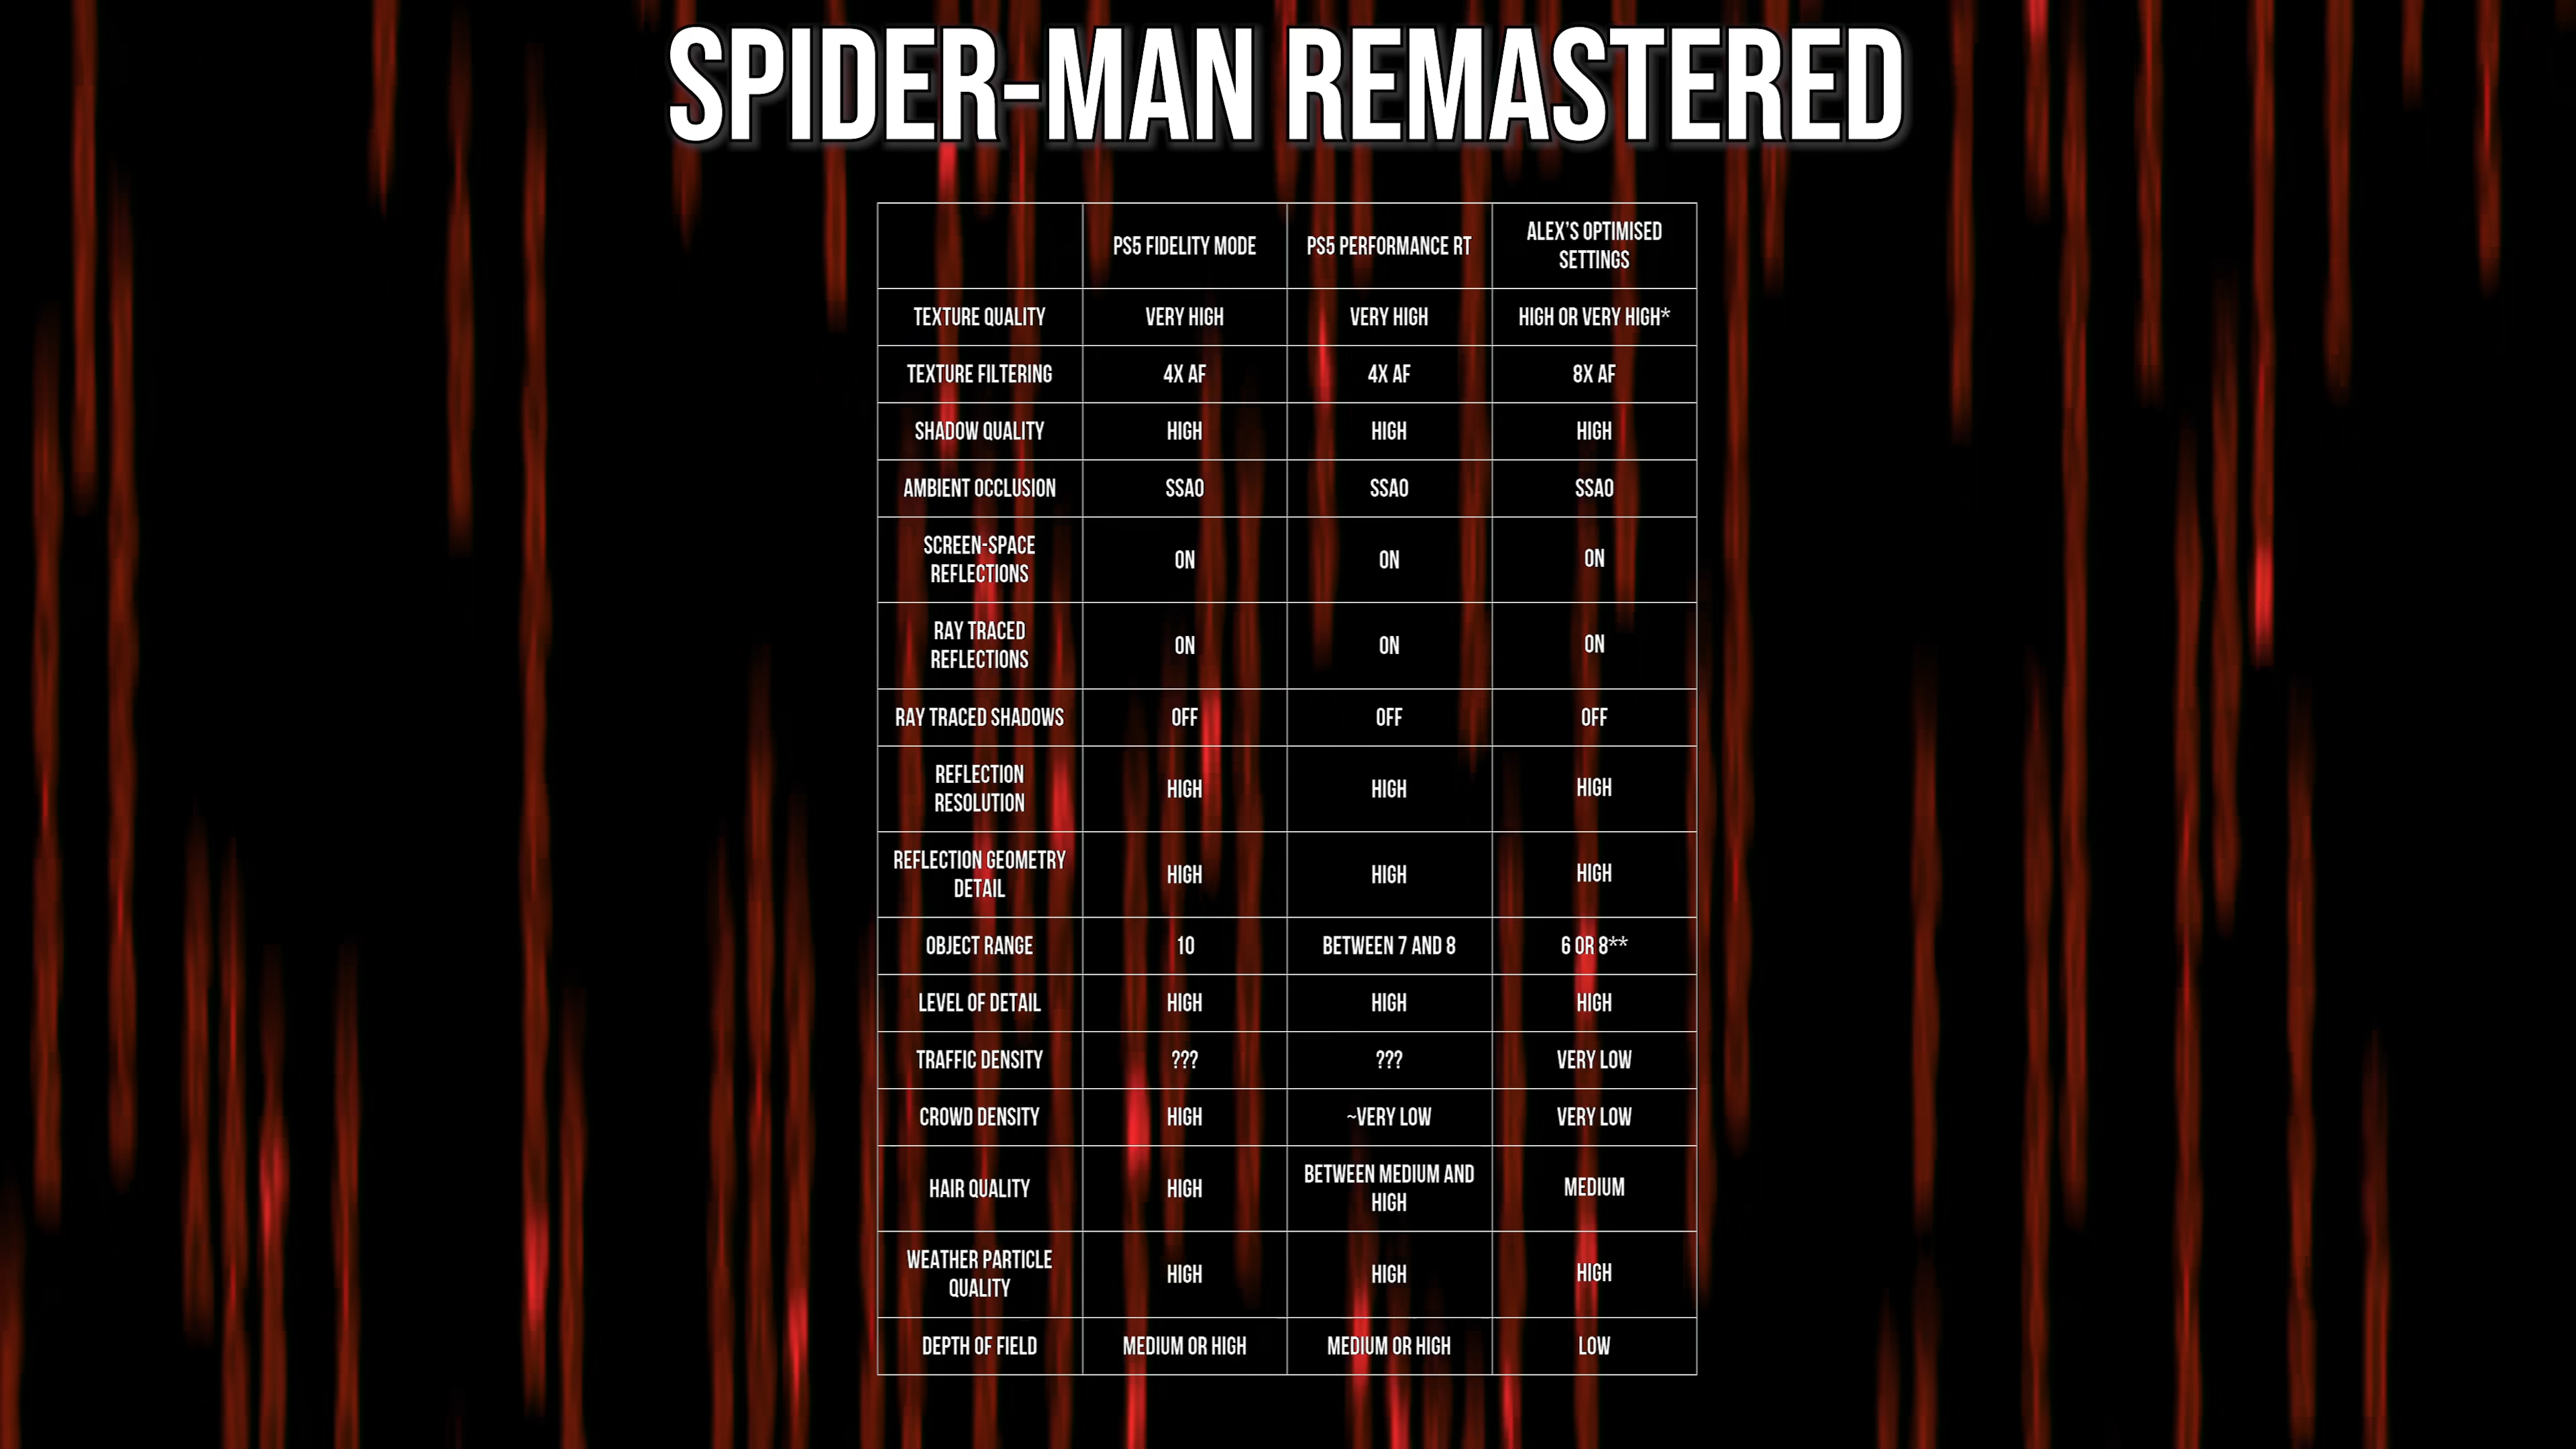 SPIDER-MAN REMASTERED
PS5 FIDELITY MODE
PS5 PERFORMANCE RT
ALEX'S OPTIMISED
SETTINGS
TEXTURE QUALITY
VERY HIGH
VERY HIGH
HIGH OR VERY HIGH*
TEXTURE FILTERING
4X AF
4X AF
8X AF
SHADOW QUALITY
HIGH
HIGH
HIGH
AMBIENT OCCLUSION
SSAO
SSAO
SSAO
SCREEN-SPACE
REFLECTIONS
ON
ON
ON
RAY TRACED
REFLECTIONS
ON
ON
ON
RAY TRACED SHADOWS
OFF
OFF
OFF
REFLECTION
RESOLUTION
HIGH
HIGH
HIGH
REFLECTION GEOMETRY
DETAIL
HIGH
HIGH
HIGH
OBJECT RANGE
10
BETWEEN 7 AND 8
6 OR 8**
LEVEL OF DETAIL
HIGH
HIGH
HIGH
TRAFFIC DENSITY
???
???
VERY LOW
CROWD DENSITY
HIGH
~VERY LOW
VERY LOW
HAIR QUALITY
HIGH
BETWEEN MEDIUM AND
HIGH
MEDIUM
WEATHER PARTICLE
QUALITY
HIGH
HIGH
HIGH
DEPTH OF FIELD
MEDIUM OR HIGH
MEDIUM OR HIGH
LOW